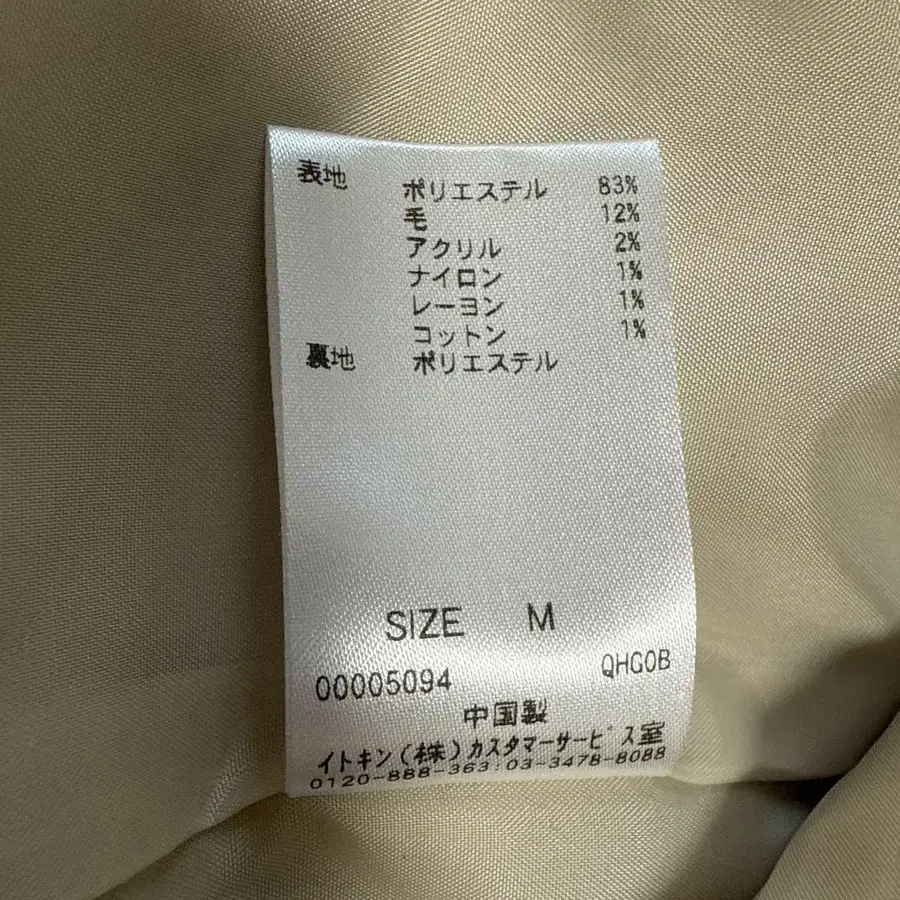 表地 ポリエステル 83%
毛 12%
アクリル 2%
ナイロン 1%
レーヨン 1%
コットン 1%
裏地 ポリエステル
SIZE M
00005094 QHG0B
中国製
イトキン(株)カスタマーサービス室
0120-888-363:03-3478-8088